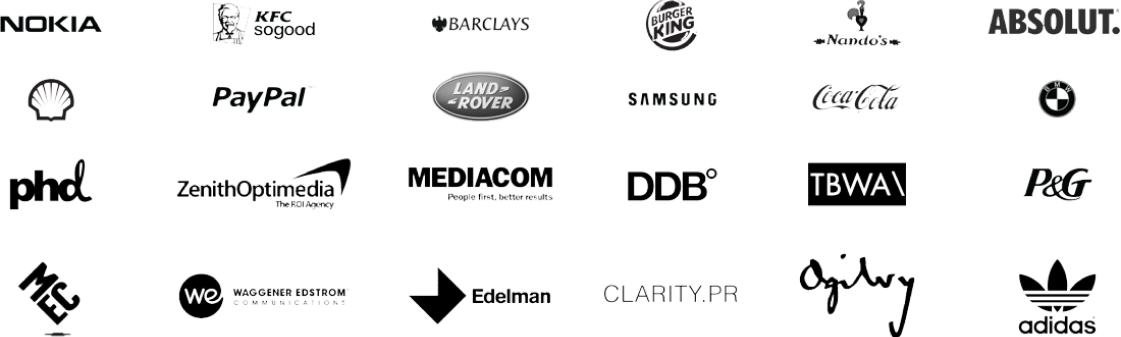 NOKIA
KFC
sogood
BARCLAYS
BURGER
KING
Nando's
ABSOLUT.
PayPal
LAND-
-ROVER
SAMSUNG
Coca-Cola
BMW
phd
ZenithOptimedia
The ROI Agency
MEDIACOM
People first, better results
DDB°
TBWA\
P&G
MEC
we
WAGGENER EDSTROM
COMMUNICATIONS
Edelman
CLARITY.PR
Ogilvy
adidas